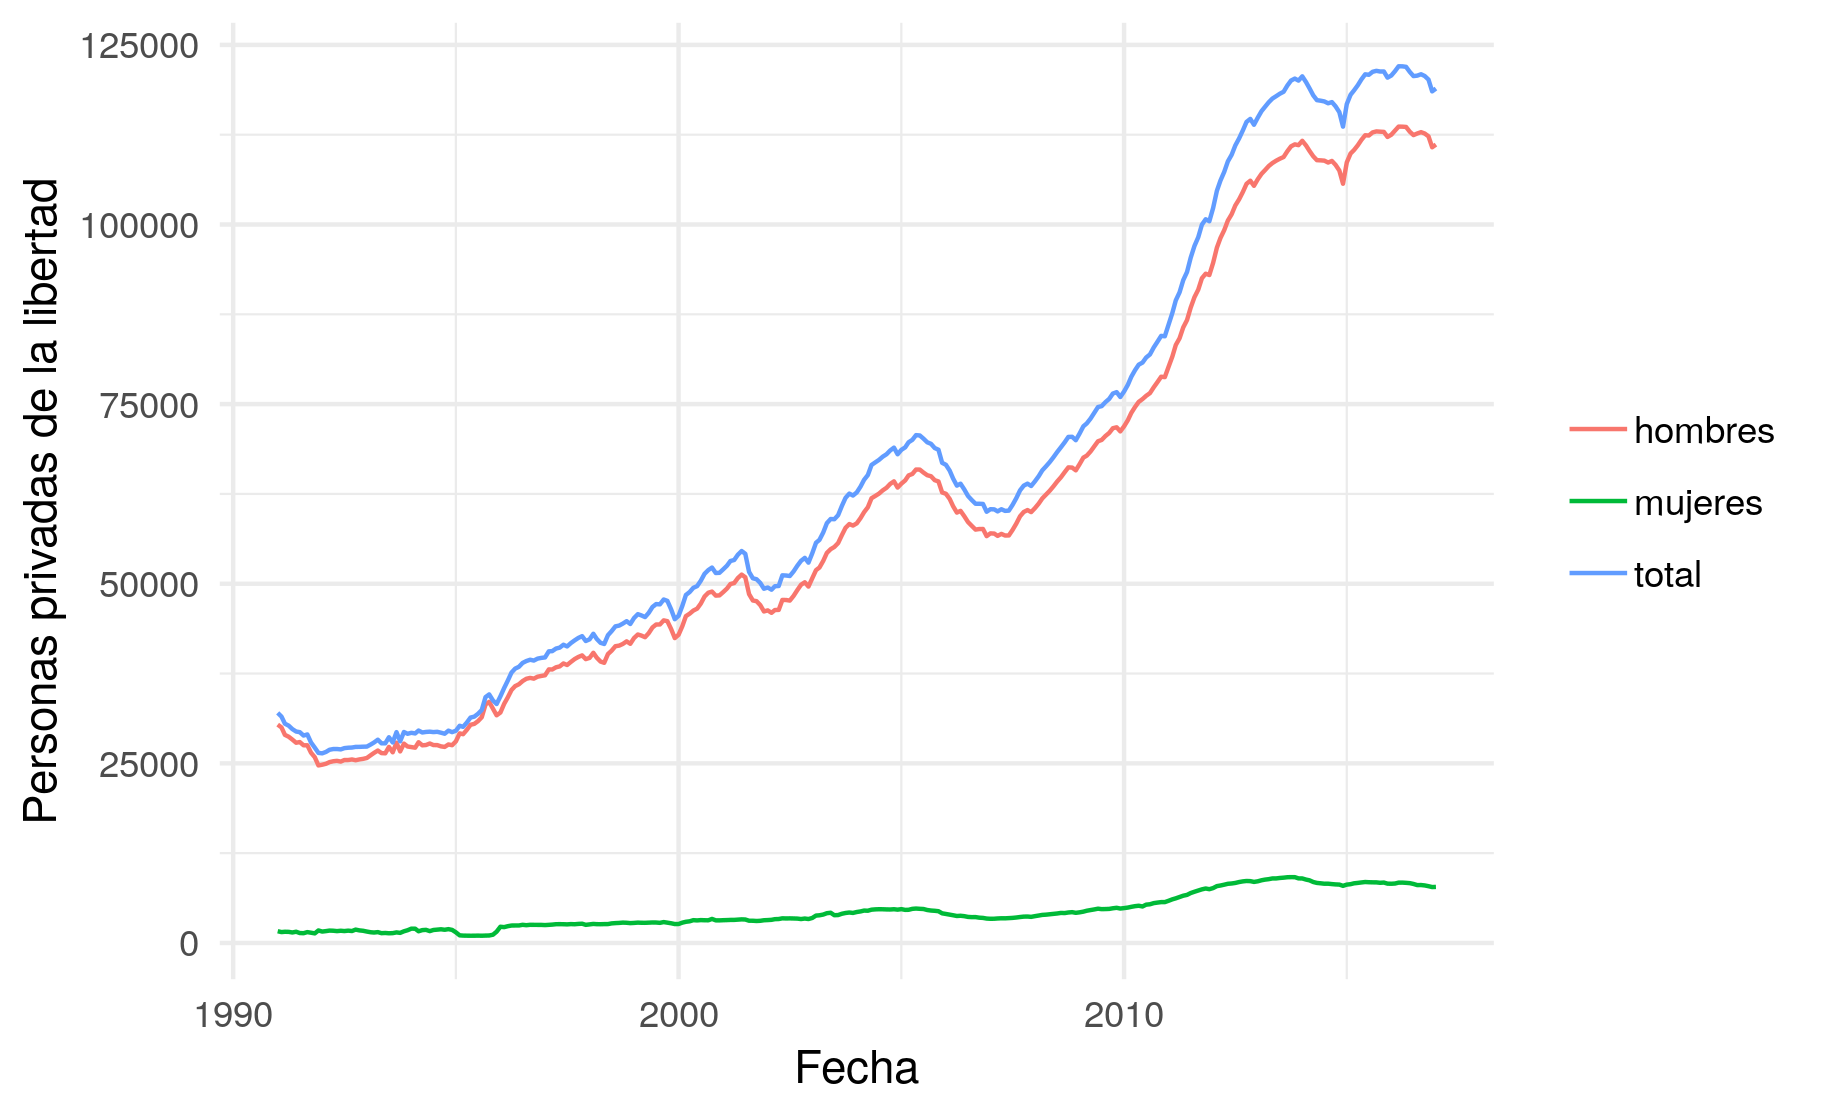 Personas privadas de la libertad
125000
100000
75000
50000
25000
0
1990 2000 2010
Fecha
hombres
mujeres
total